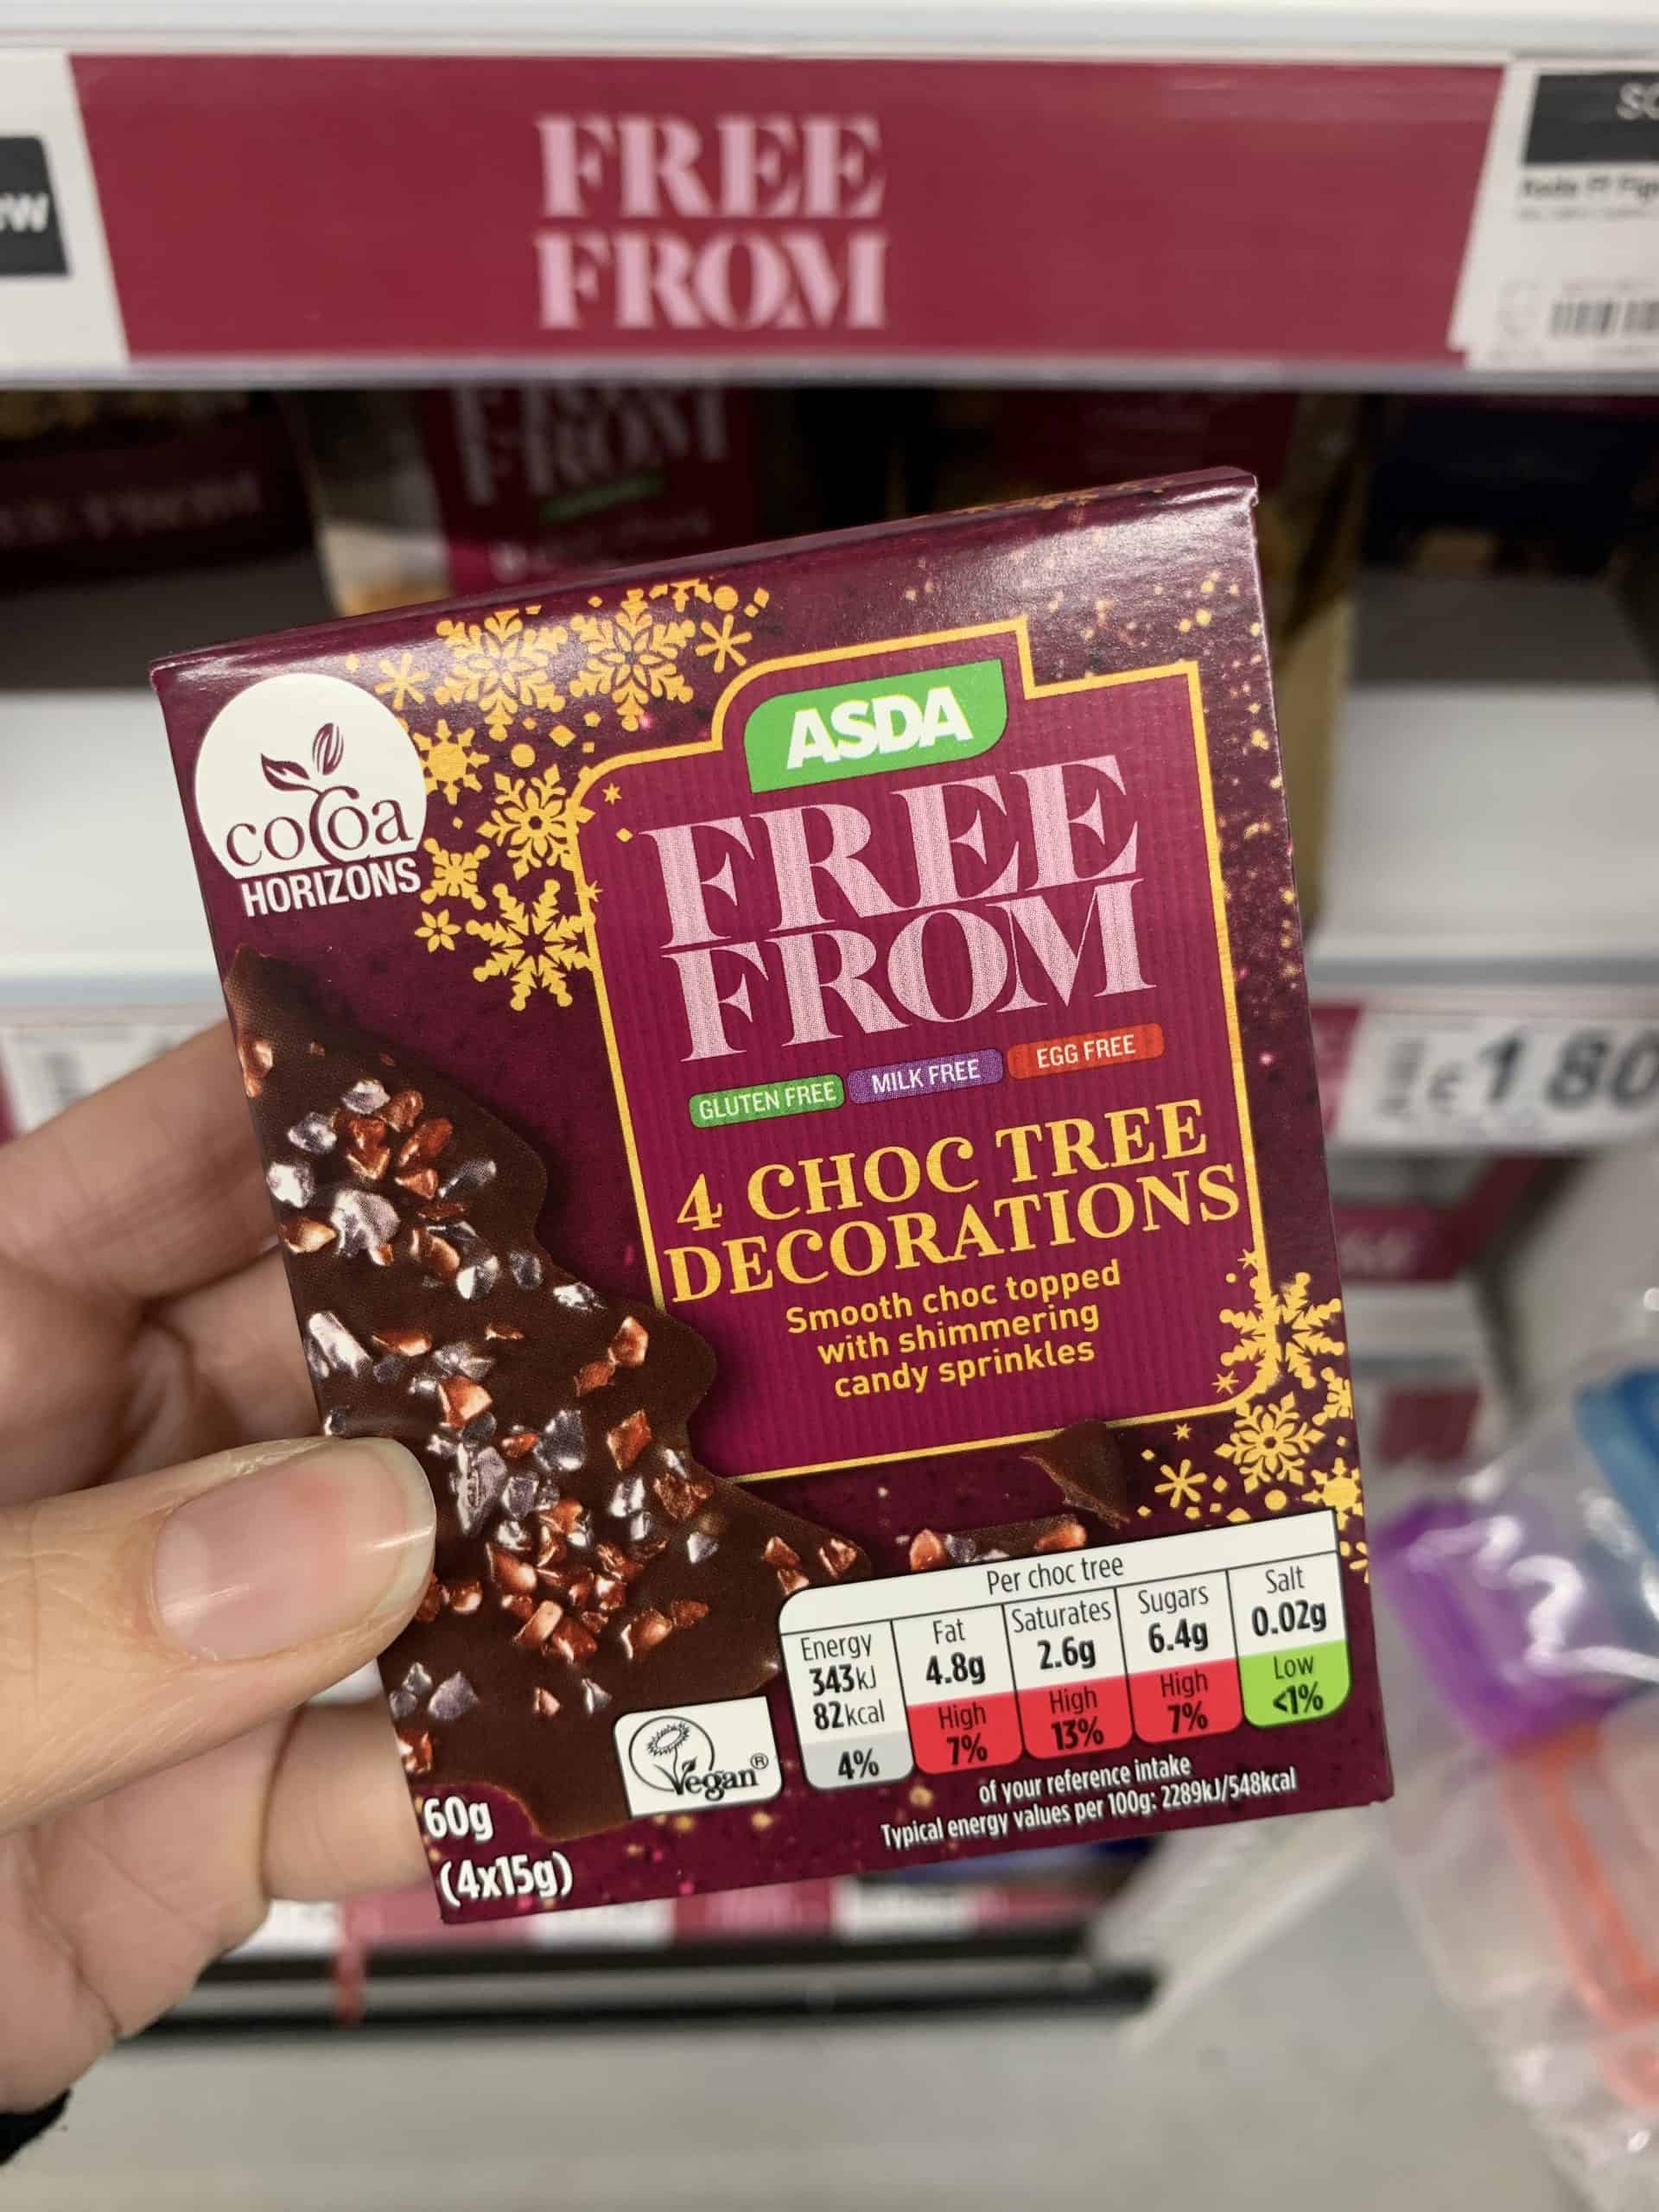 FREE
FROM
FROM
£1.80
cocoa
HORIZONS
ASDA
FREE
FROM
GLUTEN FREE
MILK FREE
EGG FREE
4 CHOC TREE
DECORATIONS
Smooth choc topped
with shimmering
candy sprinkles
Per choc tree
Energy
343kJ
82kcal
4%
Fat
4.8g
High
7%
Saturates
2.6g
High
13%
Sugars
6.4g
High
7%
Salt
0.02g
Low
<1%
of your reference intake
Typical energy values per 100g: 2289kJ/548kcal
Vegan®
60g
(4x15g)